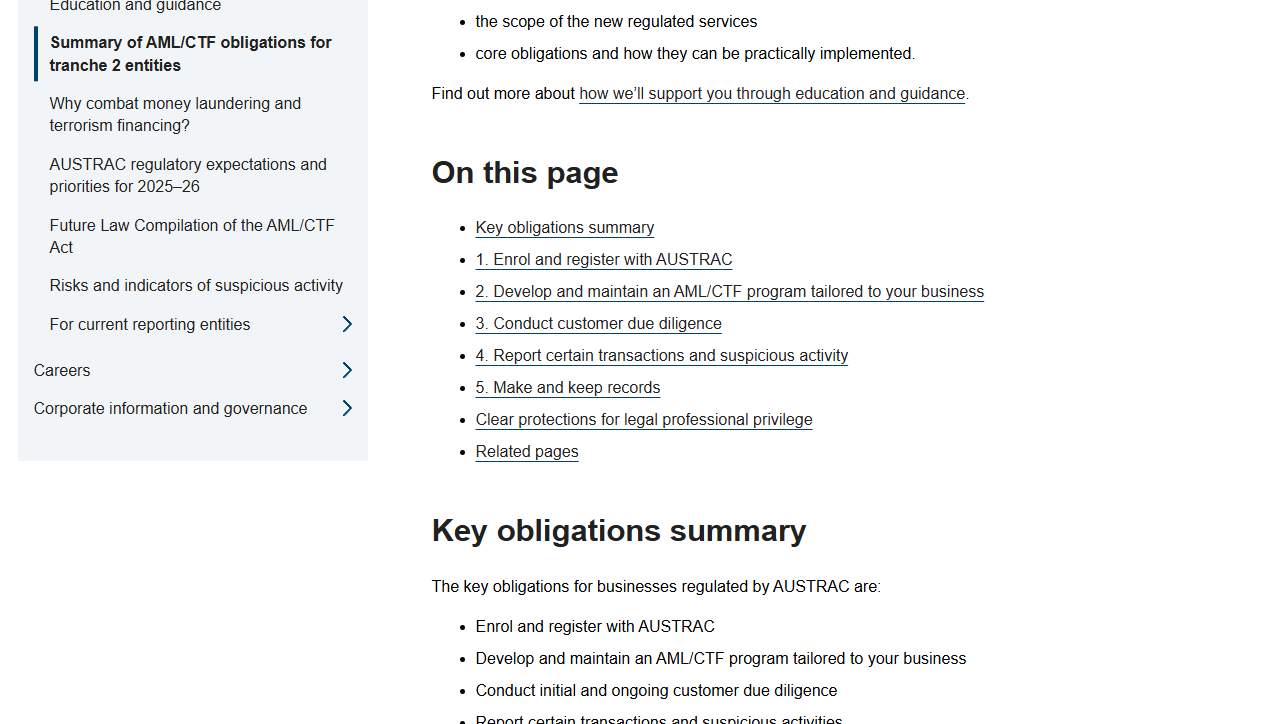 Education and guidance
Summary of AML/CTF obligations for
tranche 2 entities
Why combat money laundering and
terrorism financing?
AUSTRAC regulatory expectations and
priorities for 2025–26
Future Law Compilation of the AML/CTF
Act
Risks and indicators of suspicious activity
For current reporting entities
Careers
Corporate information and governance
the scope of the new regulated services
core obligations and how they can be practically implemented.
Find out more about how we’ll support you through education and guidance.
On this page
Key obligations summary
1. Enrol and register with AUSTRAC
2. Develop and maintain an AML/CTF program tailored to your business
3. Conduct customer due diligence
4. Report certain transactions and suspicious activity
5. Make and keep records
Clear protections for legal professional privilege
Related pages
Key obligations summary
The key obligations for businesses regulated by AUSTRAC are:
Enrol and register with AUSTRAC
Develop and maintain an AML/CTF program tailored to your business
Conduct initial and ongoing customer due diligence
Report certain transactions and suspicious activities